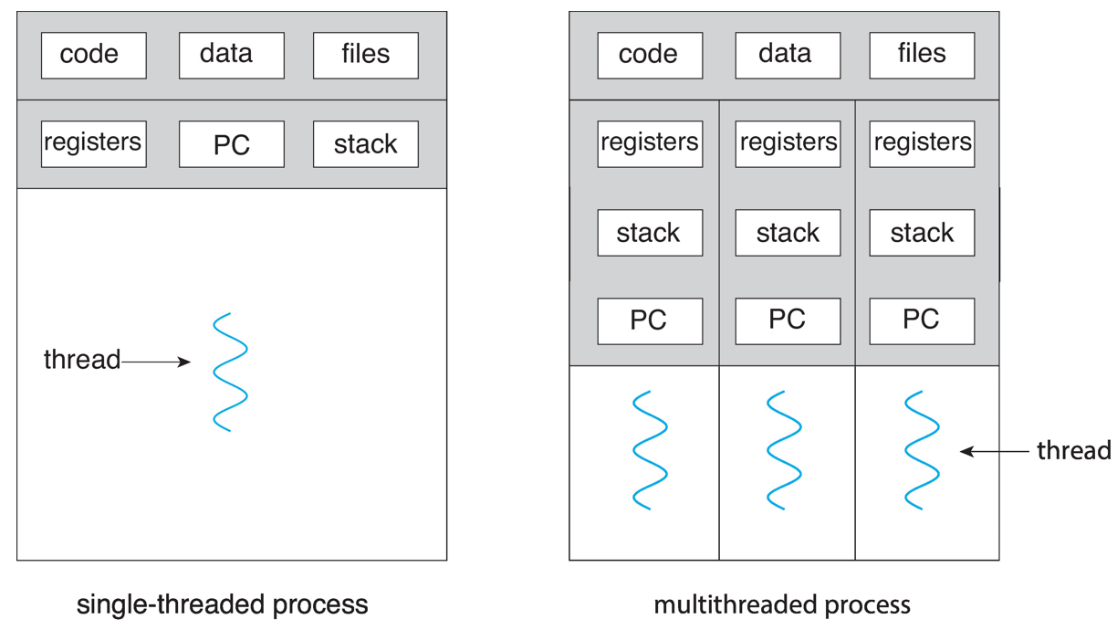 code data files
registers PC stack
thread
single-threaded process
code data files
registers registers registers
stack stack stack
PC PC PC
thread
multithreaded process